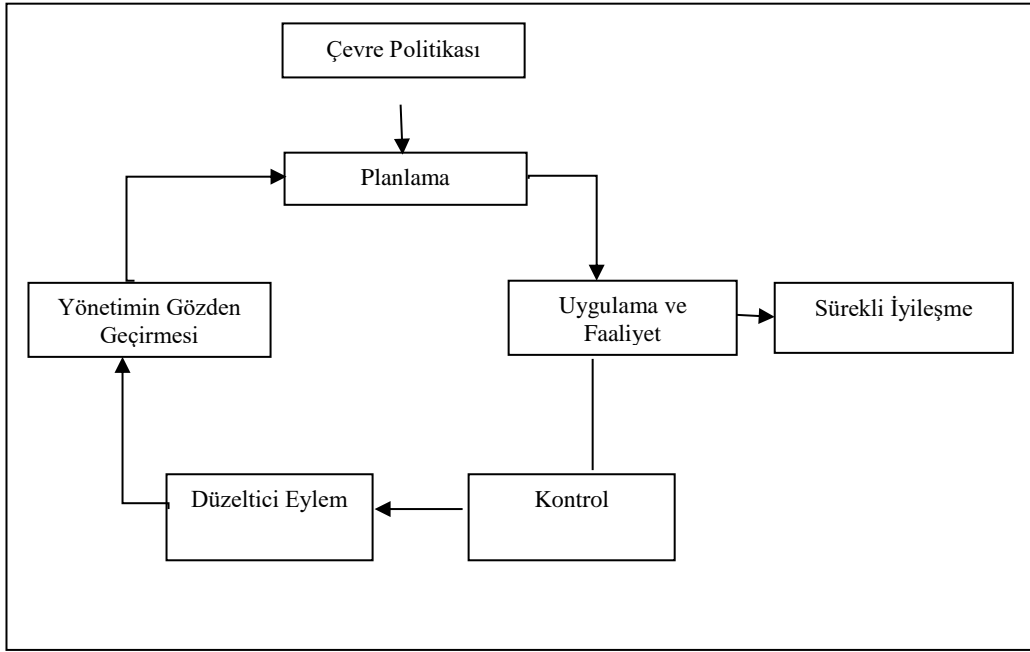 Çevre Politikası
Planlama
Yönetimin Gözden
Geçirmesi
Uygulama ve
Faaliyet
Sürekli İyileşme
Düzeltici Eylem
Kontrol